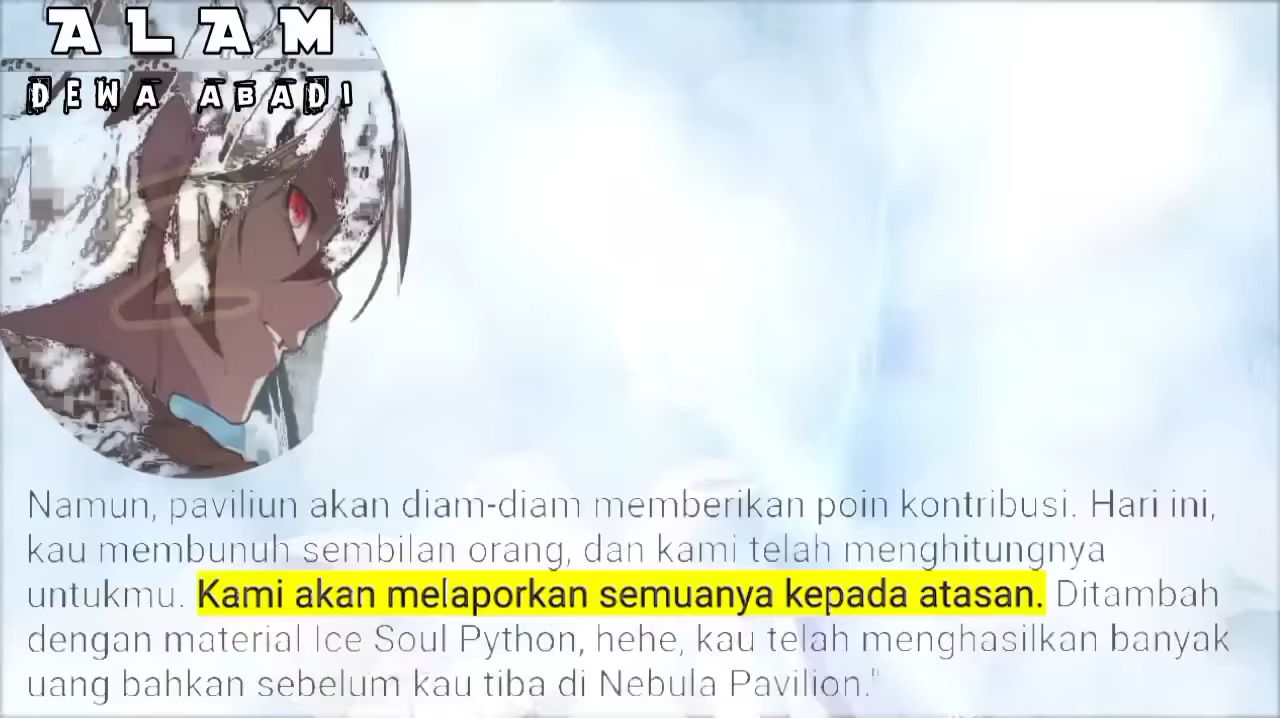 ALAM
DEWA ABADI
Namun, paviliun akan diam-diam memberikan poin kontribusi. Hari ini,
kau membunuh sembilan orang, dan kami telah menghitungnya
untukmu. Kami akan melaporkan semuanya kepada atasan. Ditambah
dengan material Ice Soul Python, hehe, kau telah menghasilkan banyak
uang bahkan sebelum kau tiba di Nebula Pavilion."